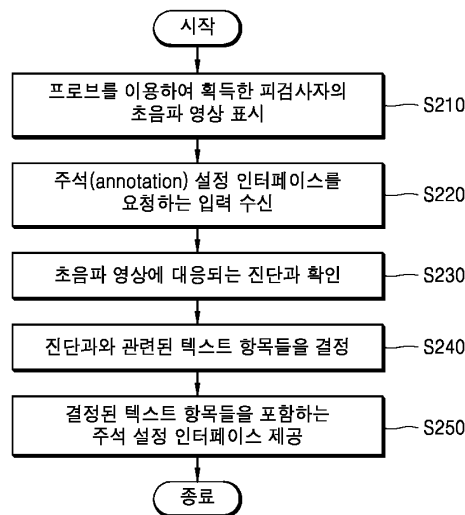 시작
프로브를 이용하여 획득한 피검사자의
초음파 영상 표시
S210
주석(annotation) 설정 인터페이스를
요청하는 입력 수신
S220
초음파 영상에 대응되는 진단과 확인
S230
진단과와 관련된 텍스트 항목들을 결정
S240
결정된 텍스트 항목들을 포함하는
주석 설정 인터페이스 제공
S250
종료